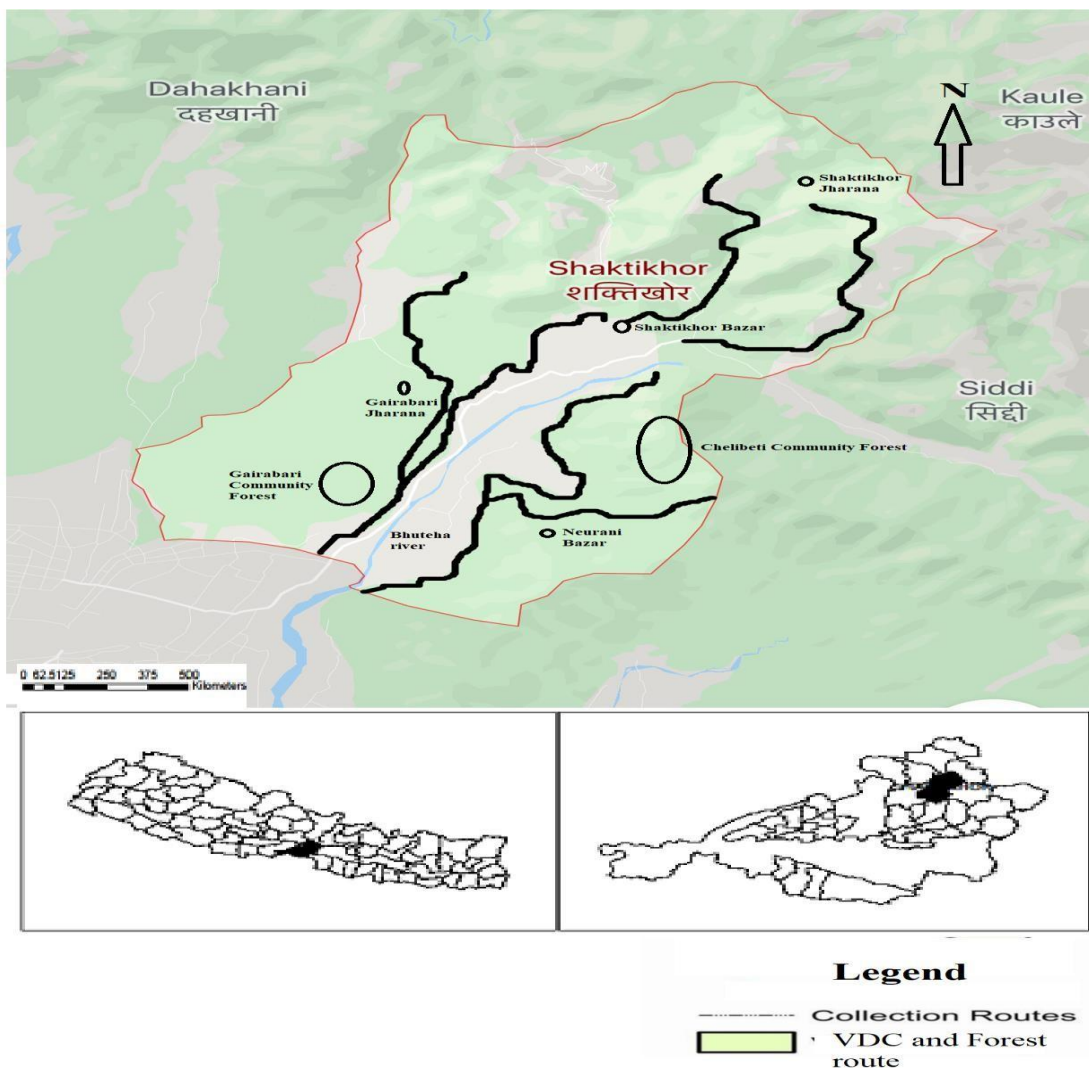 Dahakhani
दहखानी
N
Kaule
काउले
Shaktikhor
Jharana
Shaktikhor
शक्तिखोर
Shaktikhor Bazar
Gairabari
Jharana
Siddi
सिद्दी
Chelibeti Community Forest
Gairabari
Community
Forest
Bhuteha
river
Neurani
Bazar
0 62.5125 250 375 500
Kilometers
Legend
Collection Routes
VDC and Forest
route